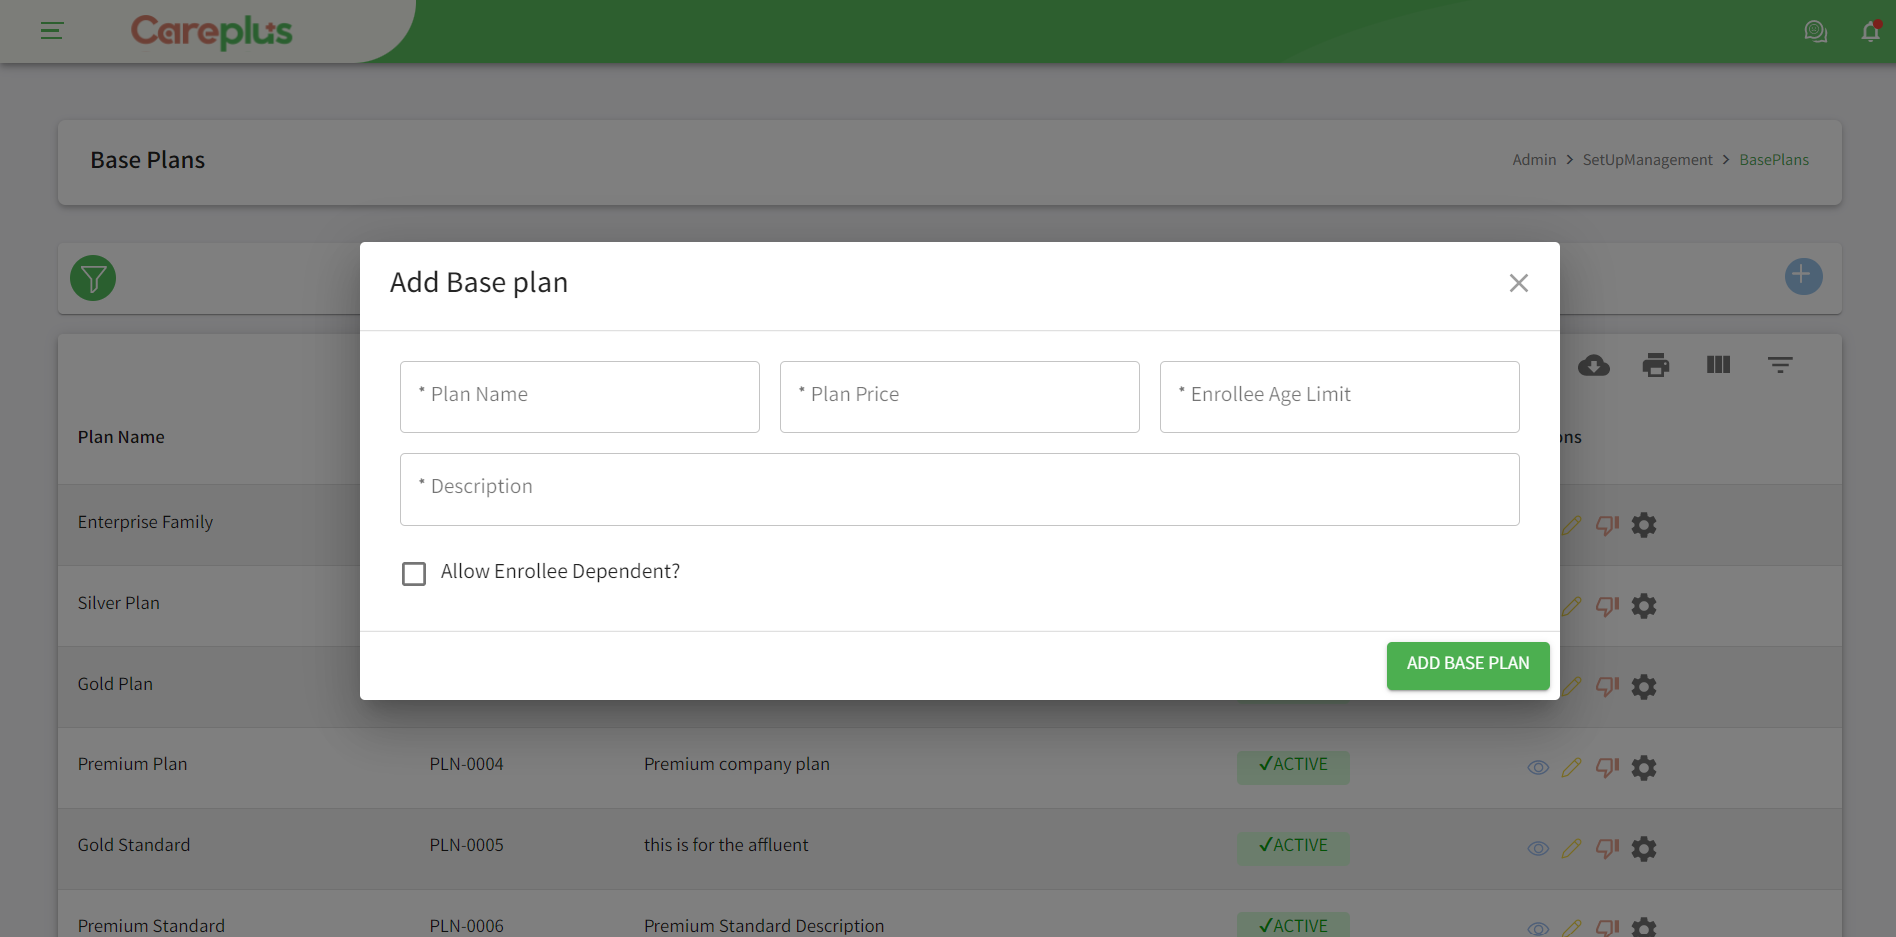 Careplus
Base Plans
Admin > SetUpManagement > BasePlans
Add Base plan
* Plan Name
* Plan Price
* Enrollee Age Limit
* Description
Allow Enrollee Dependent?
ADD BASE PLAN
Plan Name
ons
Enterprise Family
Silver Plan
Gold Plan
Premium Plan PLN-0004 Premium company plan ✓ACTIVE
Gold Standard PLN-0005 this is for the affluent ✓ACTIVE
Premium Standard PLN-0006 Premium Standard Description ✓ACTIVE